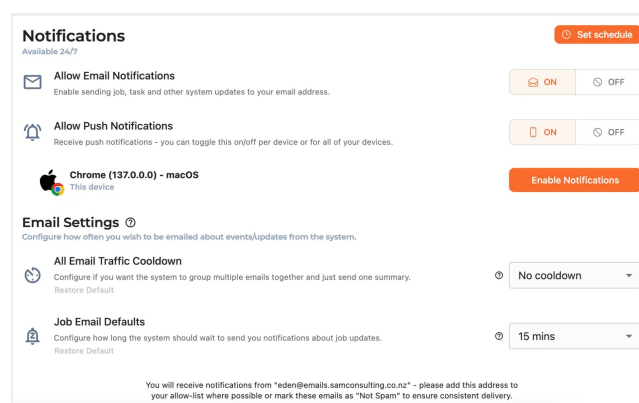 Notifications
Set schedule
Available 24/7
Allow Email Notifications
Enable sending job, task and other system updates to your email address.
ON
OFF
Allow Push Notifications
Receive push notifications - you can toggle this on/off per device or for all of your devices.
ON
OFF
Chrome (137.0.0.0) - macOS
This device
Enable Notifications
Email Settings
Configure how often you wish to be emailed about events/updates from the system.
All Email Traffic Cooldown
Configure if you want the system to group multiple emails together and just send one summary.
Restore Default
No cooldown
Job Email Defaults
Configure how long the system should wait to send you notifications about job updates.
Restore Default
15 mins
You will receive notifications from "eden@emails.samconsulting.co.nz" - please add this address to
your allow-list where possible or mark these emails as "Not Spam" to ensure consistent delivery.